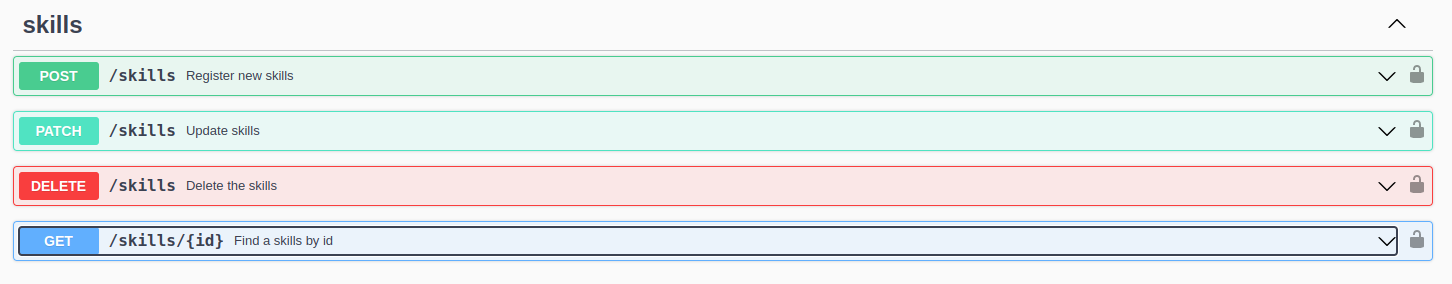 skills
POST /skills Register new skills
PATCH /skills Update skills
DELETE /skills Delete the skills
GET /skills/{id} Find a skills by id